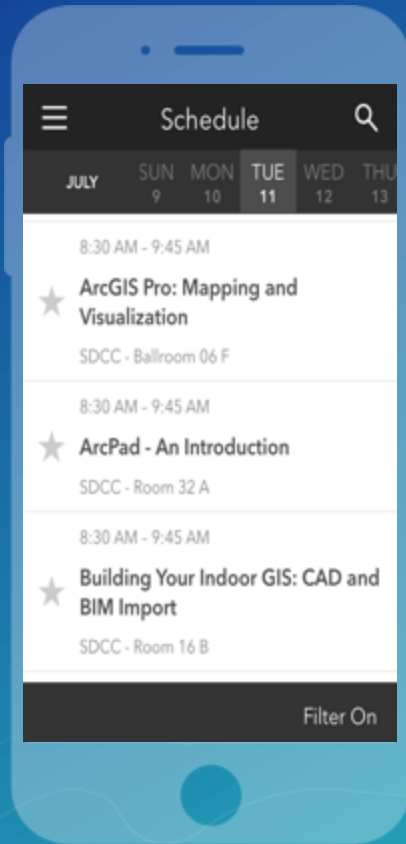 Schedule
JULY SUN MON TUE WED THU
9 10 11 12 13
8:30 AM - 9:45 AM
ArcGIS Pro: Mapping and
Visualization
SDCC - Ballroom 06 F
8:30 AM - 9:45 AM
ArcPad - An Introduction
SDCC - Room 32 A
8:30 AM - 9:45 AM
Building Your Indoor GIS: CAD and
BIM Import
SDCC - Room 16 B
Filter On